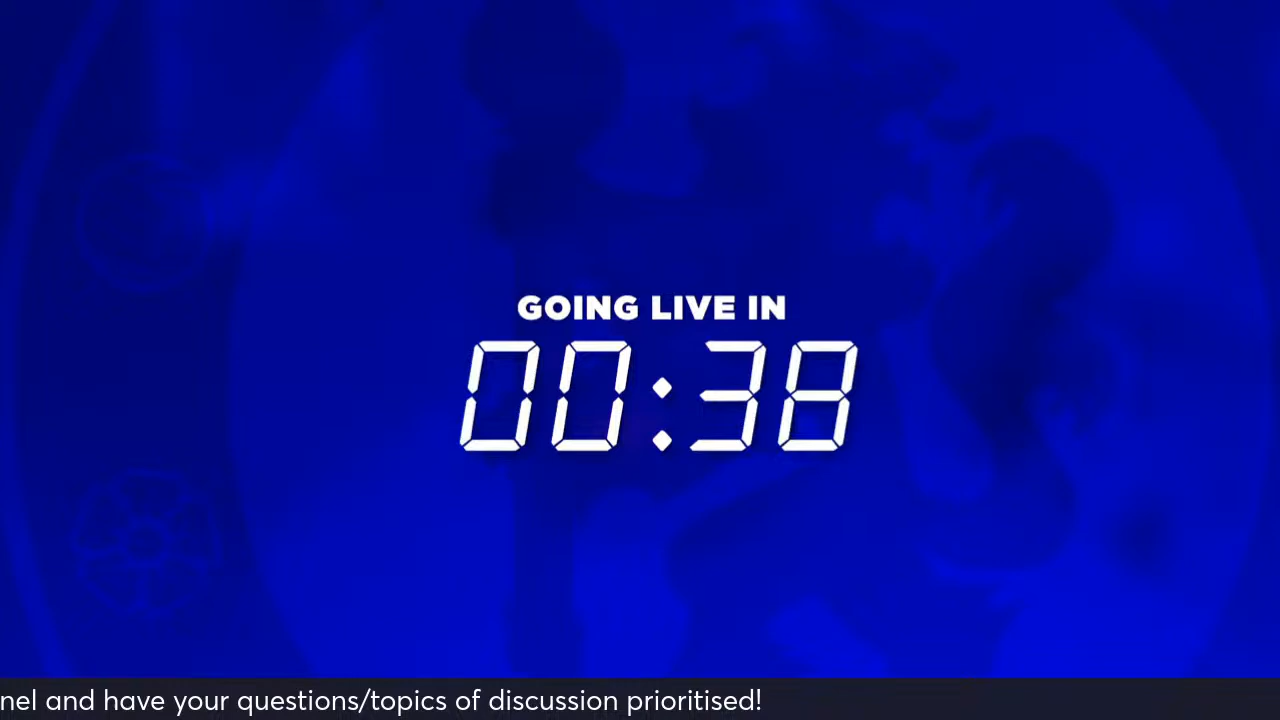 GOING LIVE IN
00:38
nel and have your questions/topics of discussion prioritised!